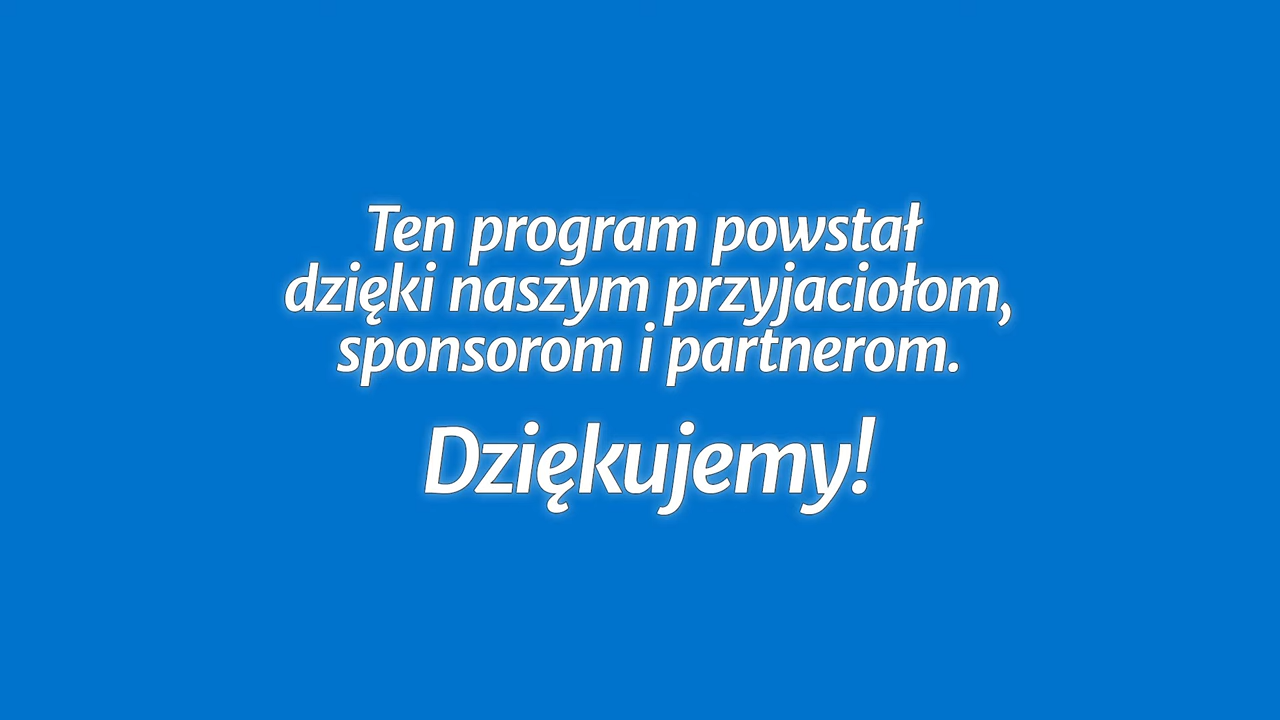 Ten program powstał
dzięki naszym przyjaciołom,
sponsorom i partnerom.
Dziękujemy!